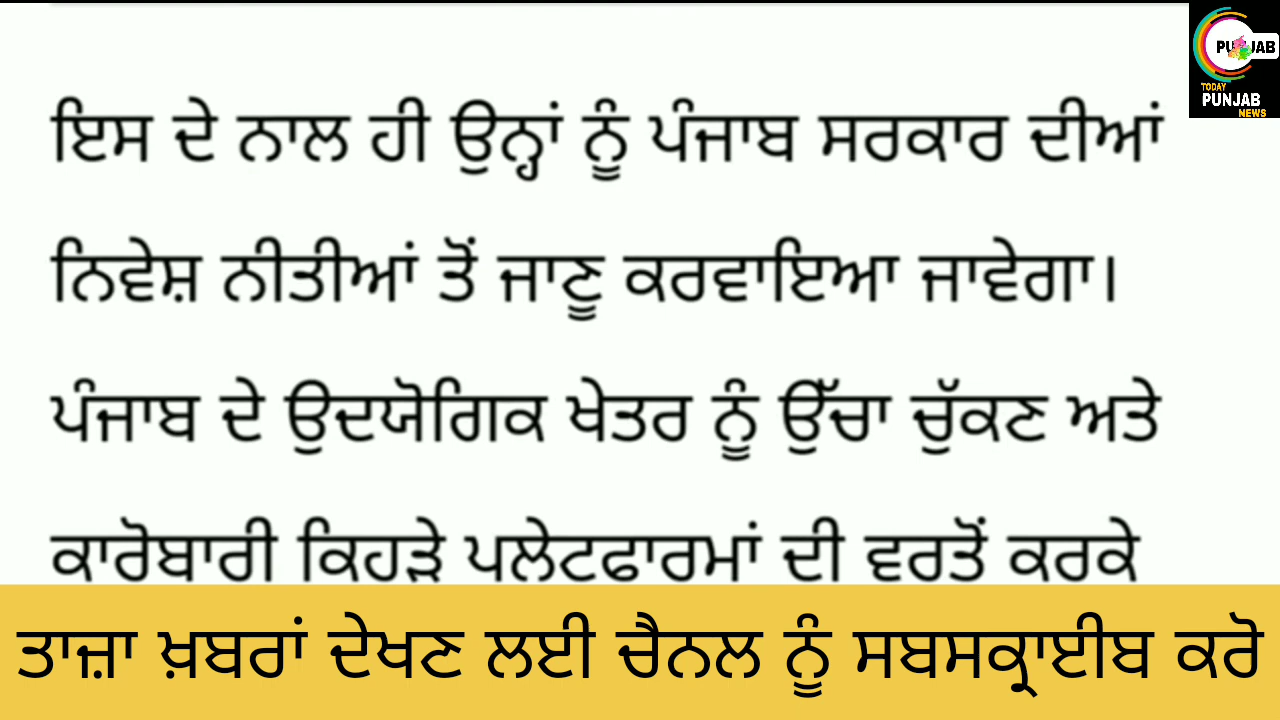 PUNJAB
TODAY
PUNJAB
NEWS
ਇਸ ਦੇ ਨਾਲ ਹੀ ਉਨ੍ਹਾਂ ਨੂੰ ਪੰਜਾਬ ਸਰਕਾਰ ਦੀਆਂ
ਨਿਵੇਸ਼ ਨੀਤੀਆਂ ਤੋਂ ਜਾਣੂ ਕਰਵਾਇਆ ਜਾਵੇਗਾ।
ਪੰਜਾਬ ਦੇ ਉਦਯੋਗਿਕ ਖੇਤਰ ਨੂੰ ਉੱਚਾ ਚੁੱਕਣ ਅਤੇ
ਕਾਰੋਬਾਰੀ ਕਿਹੜੇ ਪਲੇਟਫਾਰਮਾਂ ਦੀ ਵਰਤੋਂ ਕਰਕੇ
ਤਾਜ਼ਾ ਖ਼ਬਰਾਂ ਦੇਖਣ ਲਈ ਚੈਨਲ ਨੂੰ ਸਬਸਕ੍ਰਾਈਬ ਕਰੋ